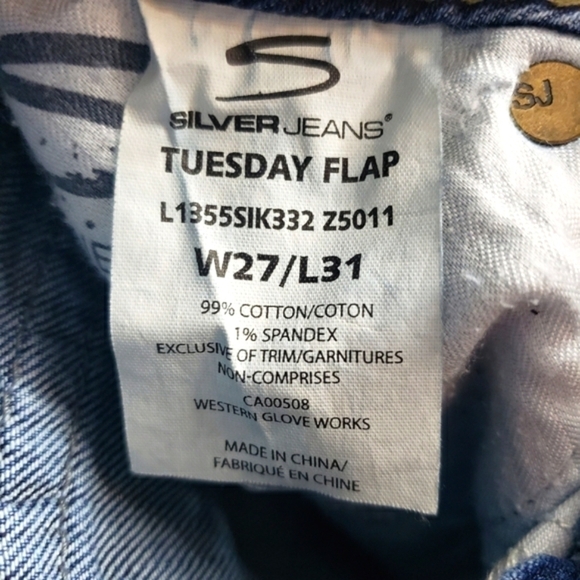 S
SILVER JEANS®
TUESDAY FLAP
L1355SIK332 Z5011
W27/L31
99% COTTON/COTON
1% SPANDEX
EXCLUSIVE OF TRIM/GARNITURES
NON-COMPRISES
CA00508
WESTERN GLOVE WORKS
MADE IN CHINA/
FABRIQUÉ EN CHINE
SJ